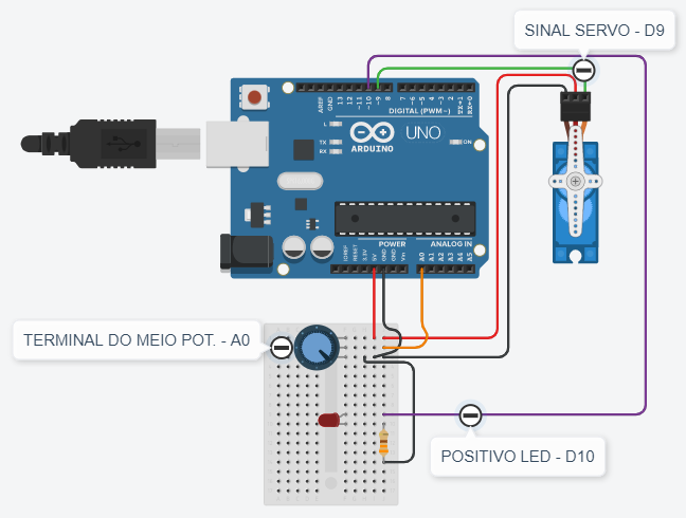 SINAL SERVO - D9
AREF
GND
13
12
~11
~10
~9
8
7
~6
~5
4
~3
2
TX→1
RX←0
DIGITAL (PWM~)
L
TX
RX
ARDUINO
UNO
ON
POWER
ANALOG IN
IOREF
RESET
3.3V
5V
GND
GND
Vin
A0
A1
A2
A3
A4
A5
TERMINAL DO MEIO POT. - A0
POSITIVO LED - D10